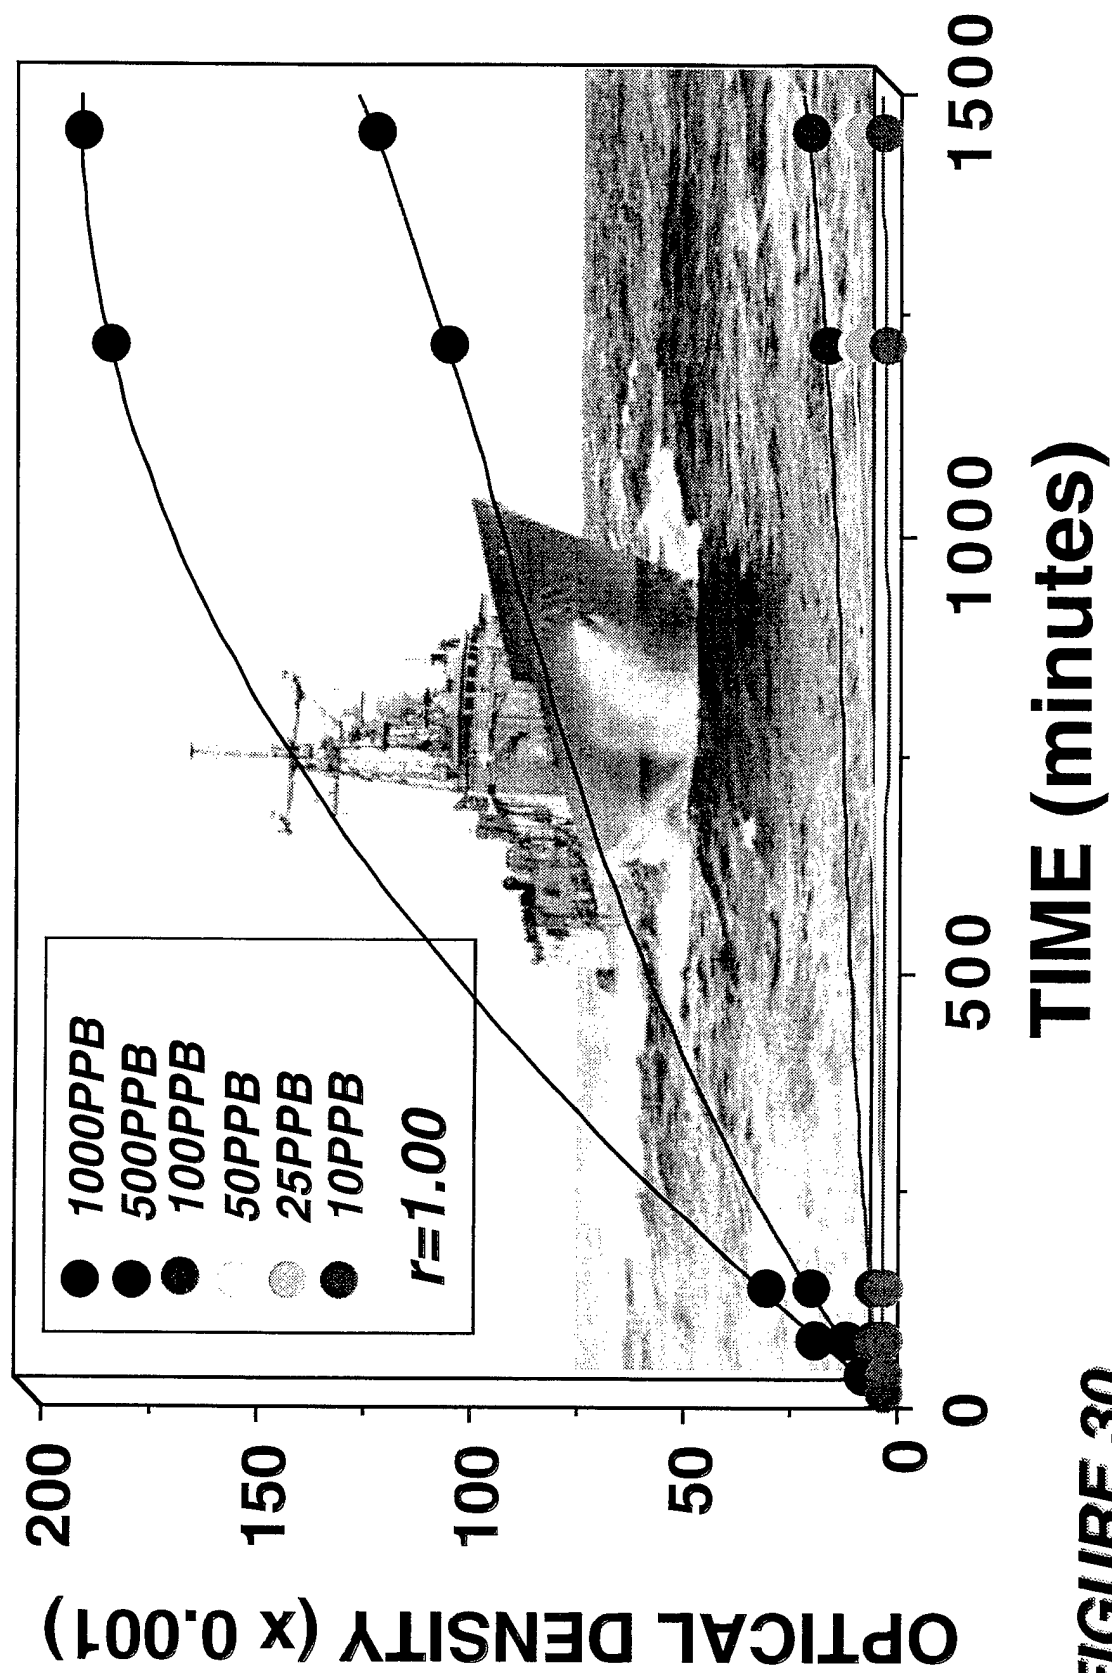 OPTICAL DENSITY (x 0.001)
200
150
100
50
0
1000PPB
500PPB
100PPB
50PPB
25PPB
10PPB
r=1.00
0
500
1000
1500
TIME (minutes)
FIGURE 30